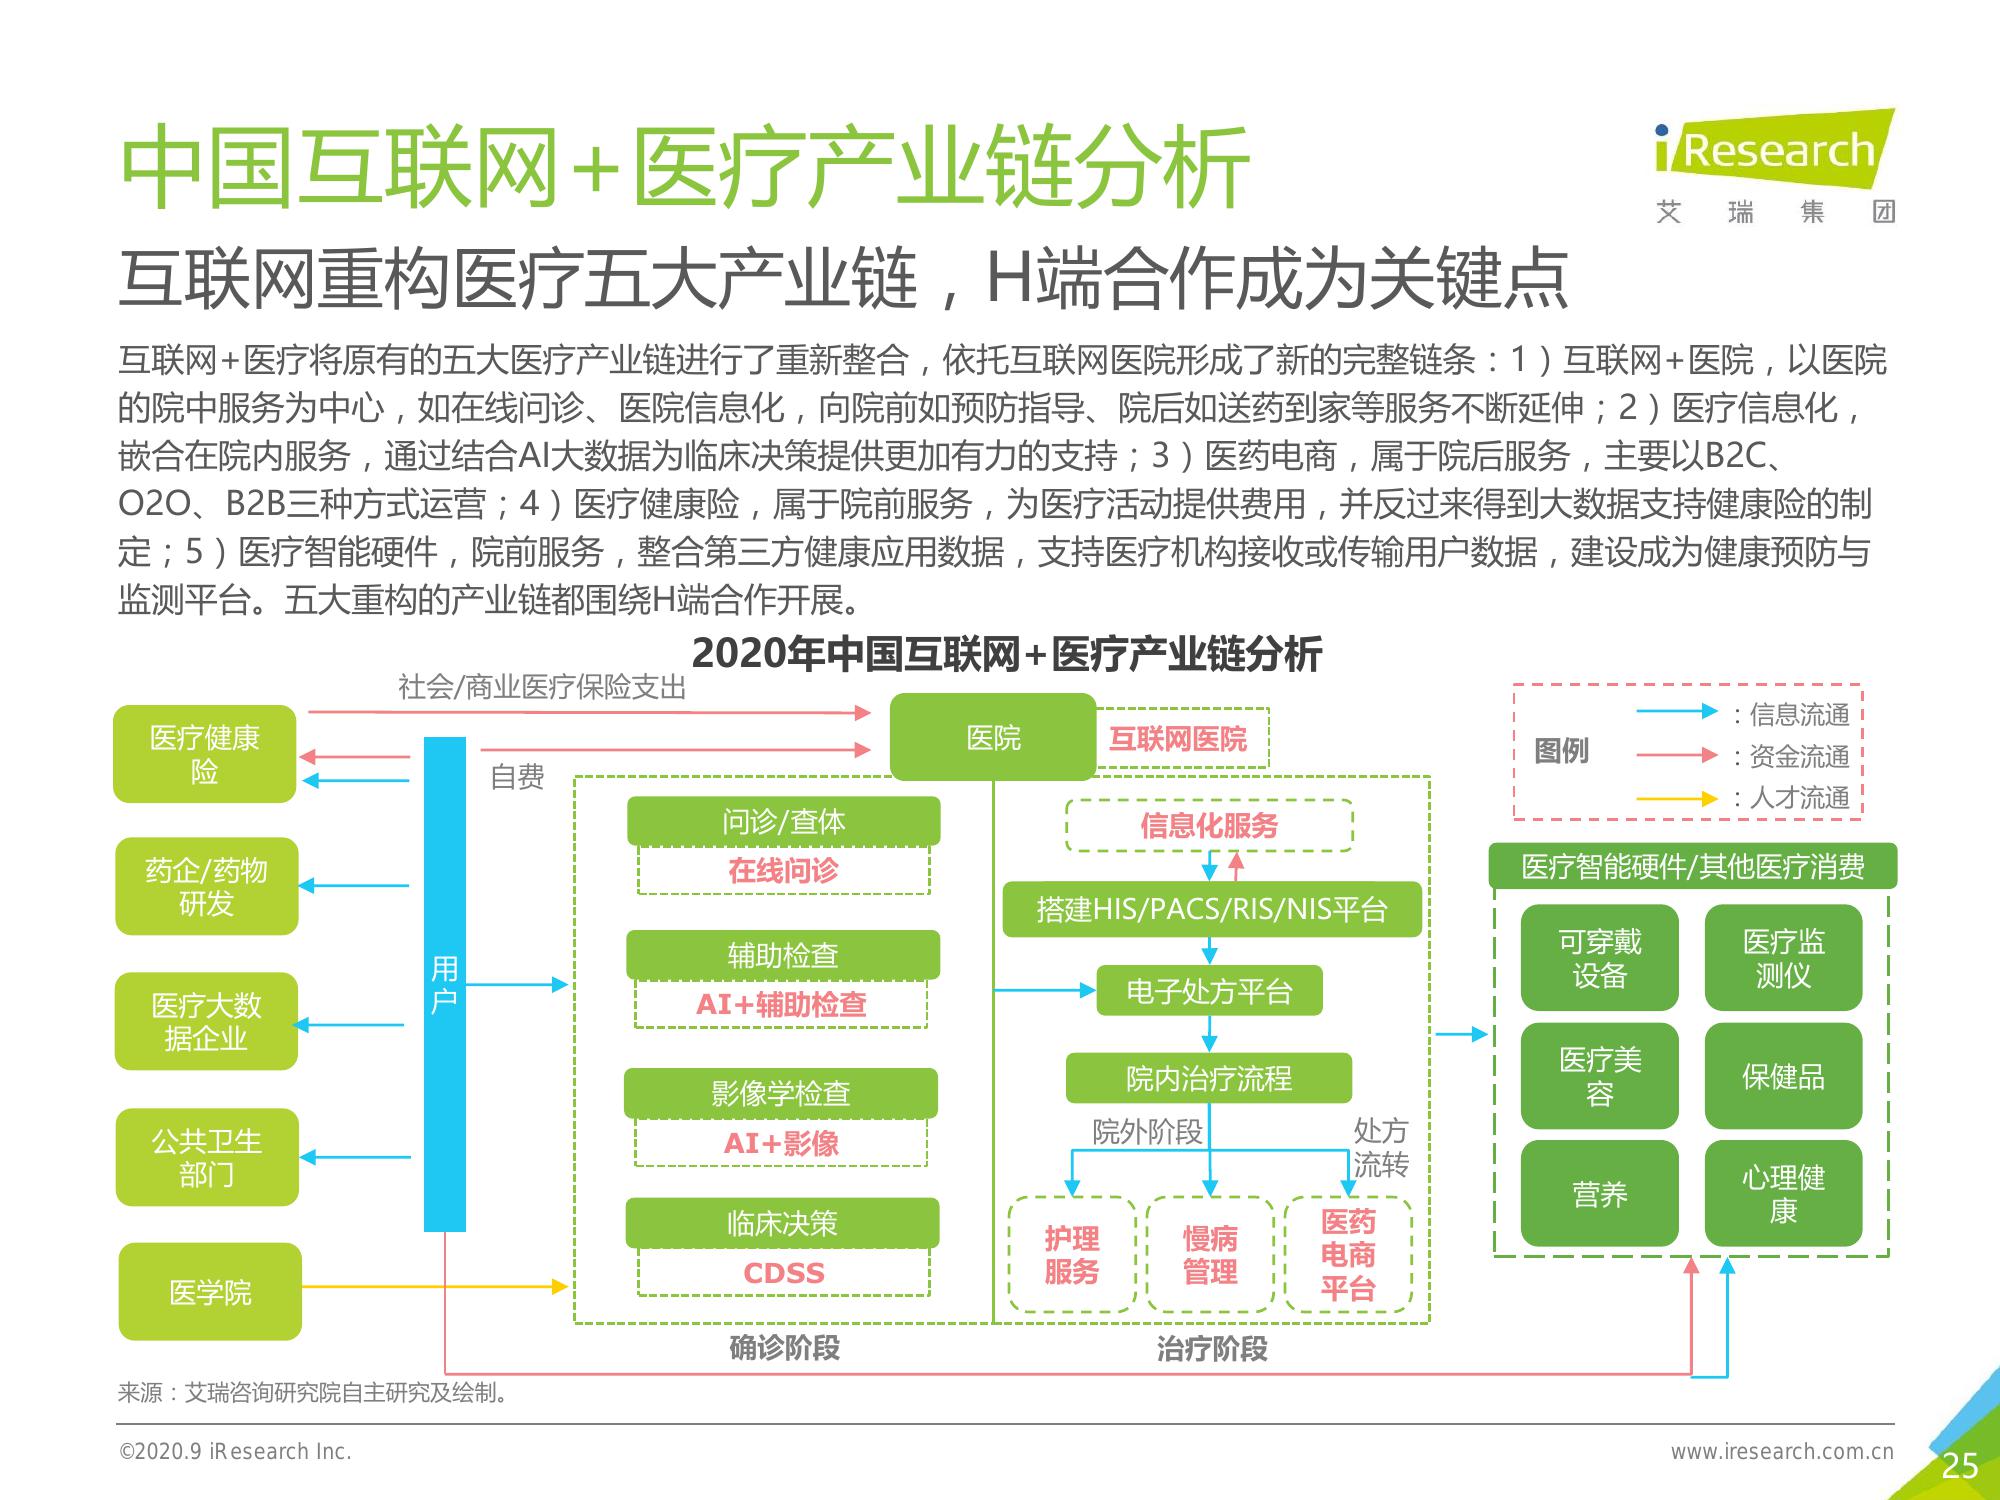 中国互联网+医疗产业链分析
iResearch
艾瑞集团
互联网重构医疗五大产业链，H端合作成为关键点
互联网+医疗将原有的五大医疗产业链进行了重新整合，依托互联网医院形成了新的完整链条：1）互联网+医院，以医院
的院中服务为中心，如在线问诊、医院信息化，向院前如预防指导、院后如送药到家等服务不断延伸；2）医疗信息化，
嵌合在院内服务，通过结合AI大数据为临床决策提供更加有力的支持；3）医药电商，属于院后服务，主要以B2C、
O2O、B2B三种方式运营；4）医疗健康险，属于院前服务，为医疗活动提供费用，并反过来得到大数据支持健康险的制
定；5）医疗智能硬件，院前服务，整合第三方健康应用数据，支持医疗机构接收或传输用户数据，建设成为健康预防与
监测平台。五大重构的产业链都围绕H端合作开展。
2020年中国互联网+医疗产业链分析
社会/商业医疗保险支出
自费
医疗健康
险
药企/药物
研发
医疗大数
据企业
公共卫生
部门
医学院
用
户
医院
互联网医院
问诊/查体
在线问诊
辅助检查
AI+辅助检查
影像学检查
AI+影像
临床决策
CDSS
确诊阶段
信息化服务
搭建HIS/PACS/RIS/NIS平台
电子处方平台
院内治疗流程
院外阶段
处方
流转
护理
服务
慢病
管理
医药
电商
平台
治疗阶段
图例
：信息流通
：资金流通
：人才流通
医疗智能硬件/其他医疗消费
可穿戴
设备
医疗监
测仪
医疗美
容
保健品
营养
心理健
康
来源：艾瑞咨询研究院自主研究及绘制。
©2020.9 iResearch Inc.
www.iresearch.com.cn
25